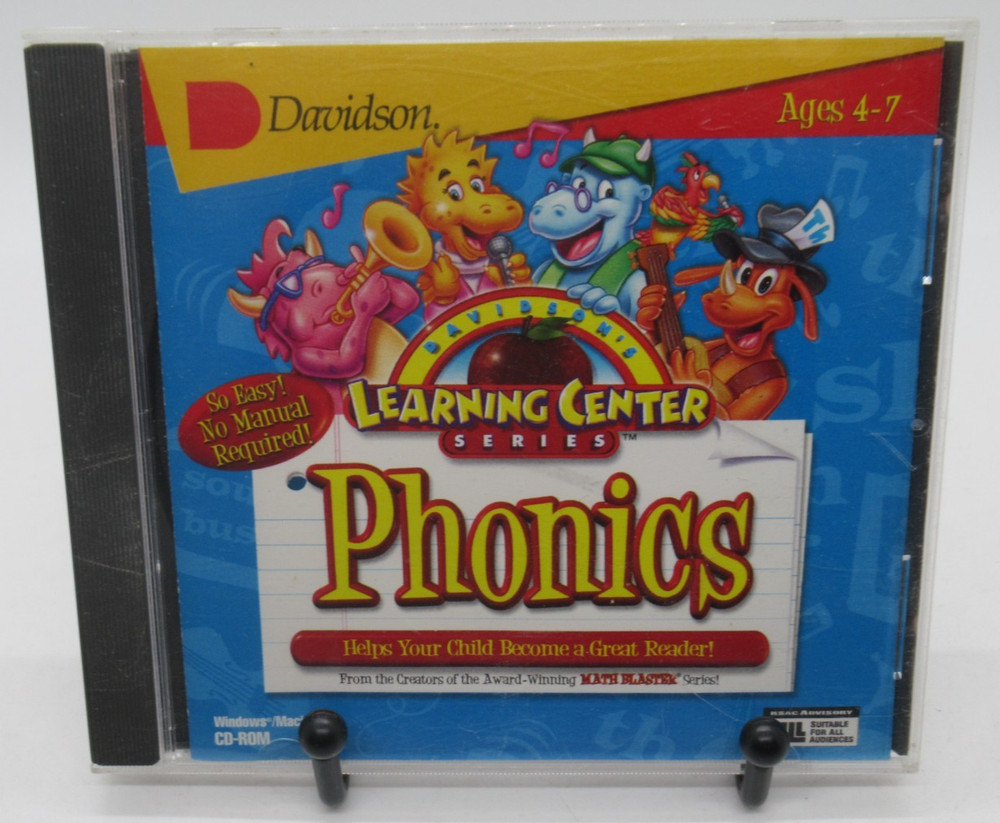 Davidson.
Ages 4-7
Th
DAVIDSON'S
LEARNING CENTER
SERIES™
So Easy!
No Manual
Required!
Phonics
Helps Your Child Become a Great Reader!
From the Creators of the Award-Winning MATH BLASTER® Series!
Windows®/Mac
CD-ROM
RSAC ADVISORY
SUITABLE
FOR ALL
AUDIENCES